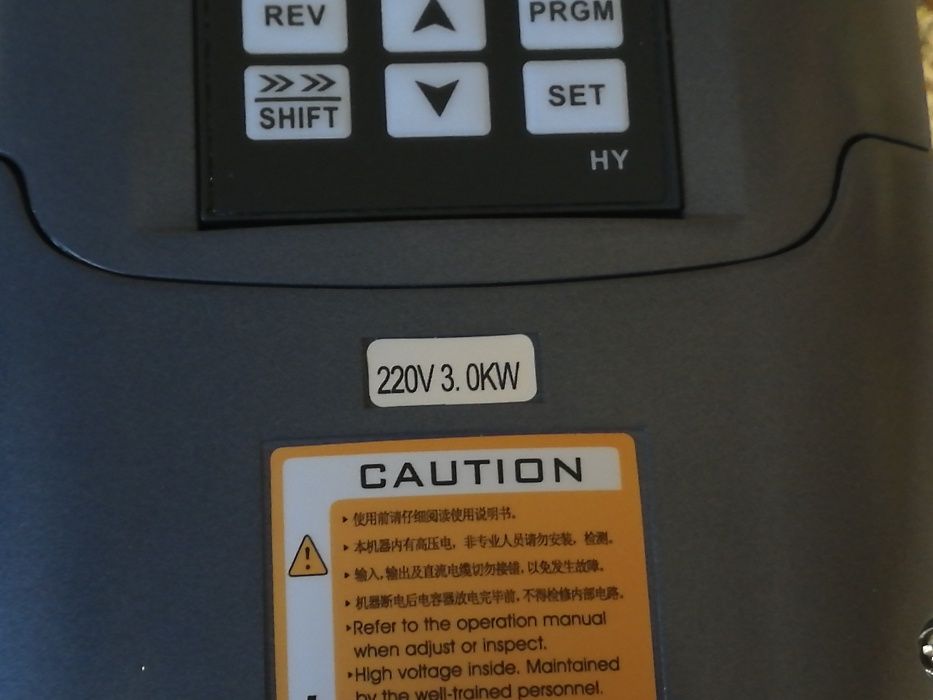 REV
PRGM
SHIFT
SET
HY
220V 3.0KW
CAUTION
▸使用前请仔细阅读使用说明书。
▸本机器内有高压电，非专业人员请勿安装，检测。
▸输入，输出及直流电缆切勿接错，以免发生故障。
▸机器断电后电容器放电完毕前，不得检修内部电路。
▸Refer to the operation manual
when adjust or inspect.
▸High voltage inside. Maintained
by the well-trained personnel.